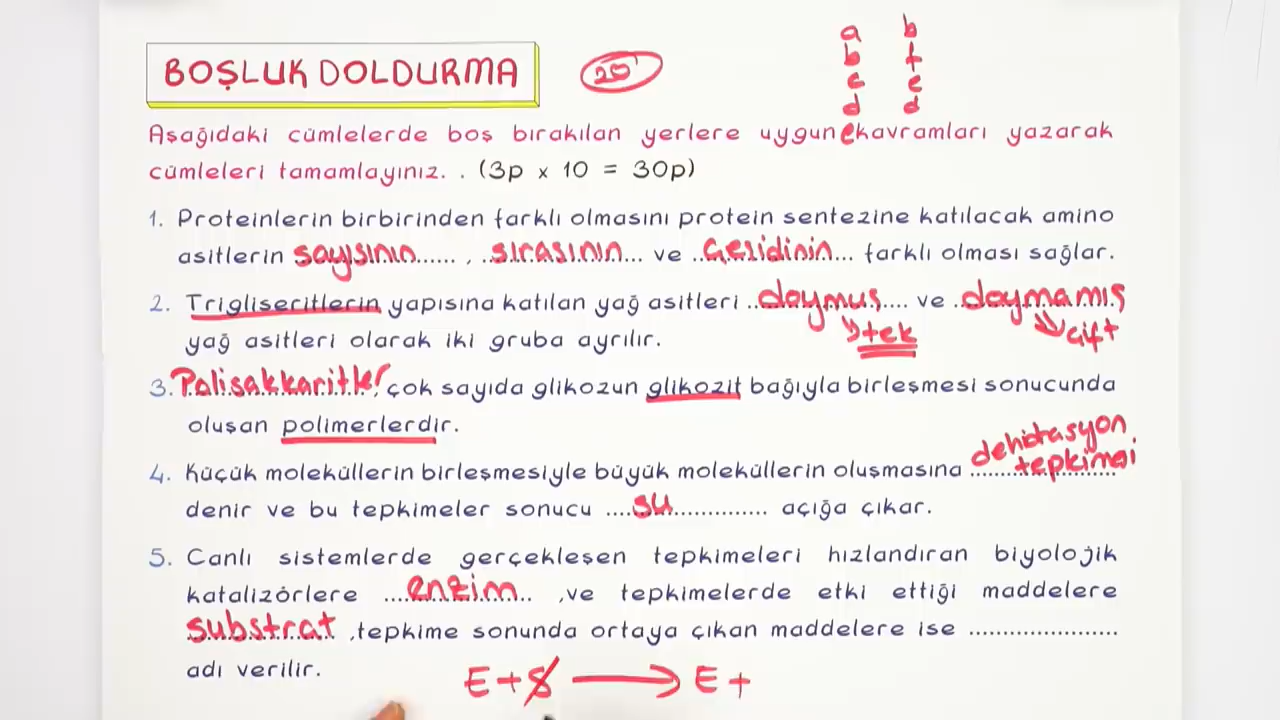 BOŞLUK DOLDURMA
20
a b
b t
c c
d d
e
Aşağıdaki cümlelerde boş bırakılan yerlere uygun kavramları yazarak
cümleleri tamamlayınız. . (3p x 10 = 30p)
1. Proteinlerin birbirinden farklı olmasını protein sentezine katılacak amino
asitlerin sayısının...... , ..sırasının... ve ..çeşidinin... farklı olması sağlar.
2. Trigliseritlerin yapısına katılan yağ asitleri ..doymuş.... ve ..doymamış
tek çift
yağ asitleri olarak iki gruba ayrılır.
3. Polisakkaritler, çok sayıda glikozun glikozit bağıyla birleşmesi sonucunda
oluşan polimerlerdir.
dehidrasyon
4. Küçük moleküllerin birleşmesiyle büyük moleküllerin oluşmasına tepkimesi
denir ve bu tepkimeler sonucu ....su.............. açığa çıkar.
5. Canlı sistemlerde gerçekleşen tepkimeleri hızlandıran biyolojik
katalizörlere ...enzim.. ,ve tepkimelerde etki ettiği maddelere
substrat ,tepkime sonunda ortaya çıkan maddelere ise ......................
adı verilir.
E + S → E +